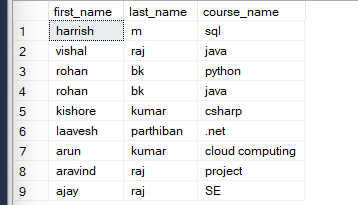 first_name last_name course_name
1 harrish m sql
2 vishal raj java
3 rohan bk python
4 rohan bk java
5 kishore kumar csharp
6 laavesh parthiban .net
7 arun kumar cloud computing
8 aravind raj project
9 ajay raj SE